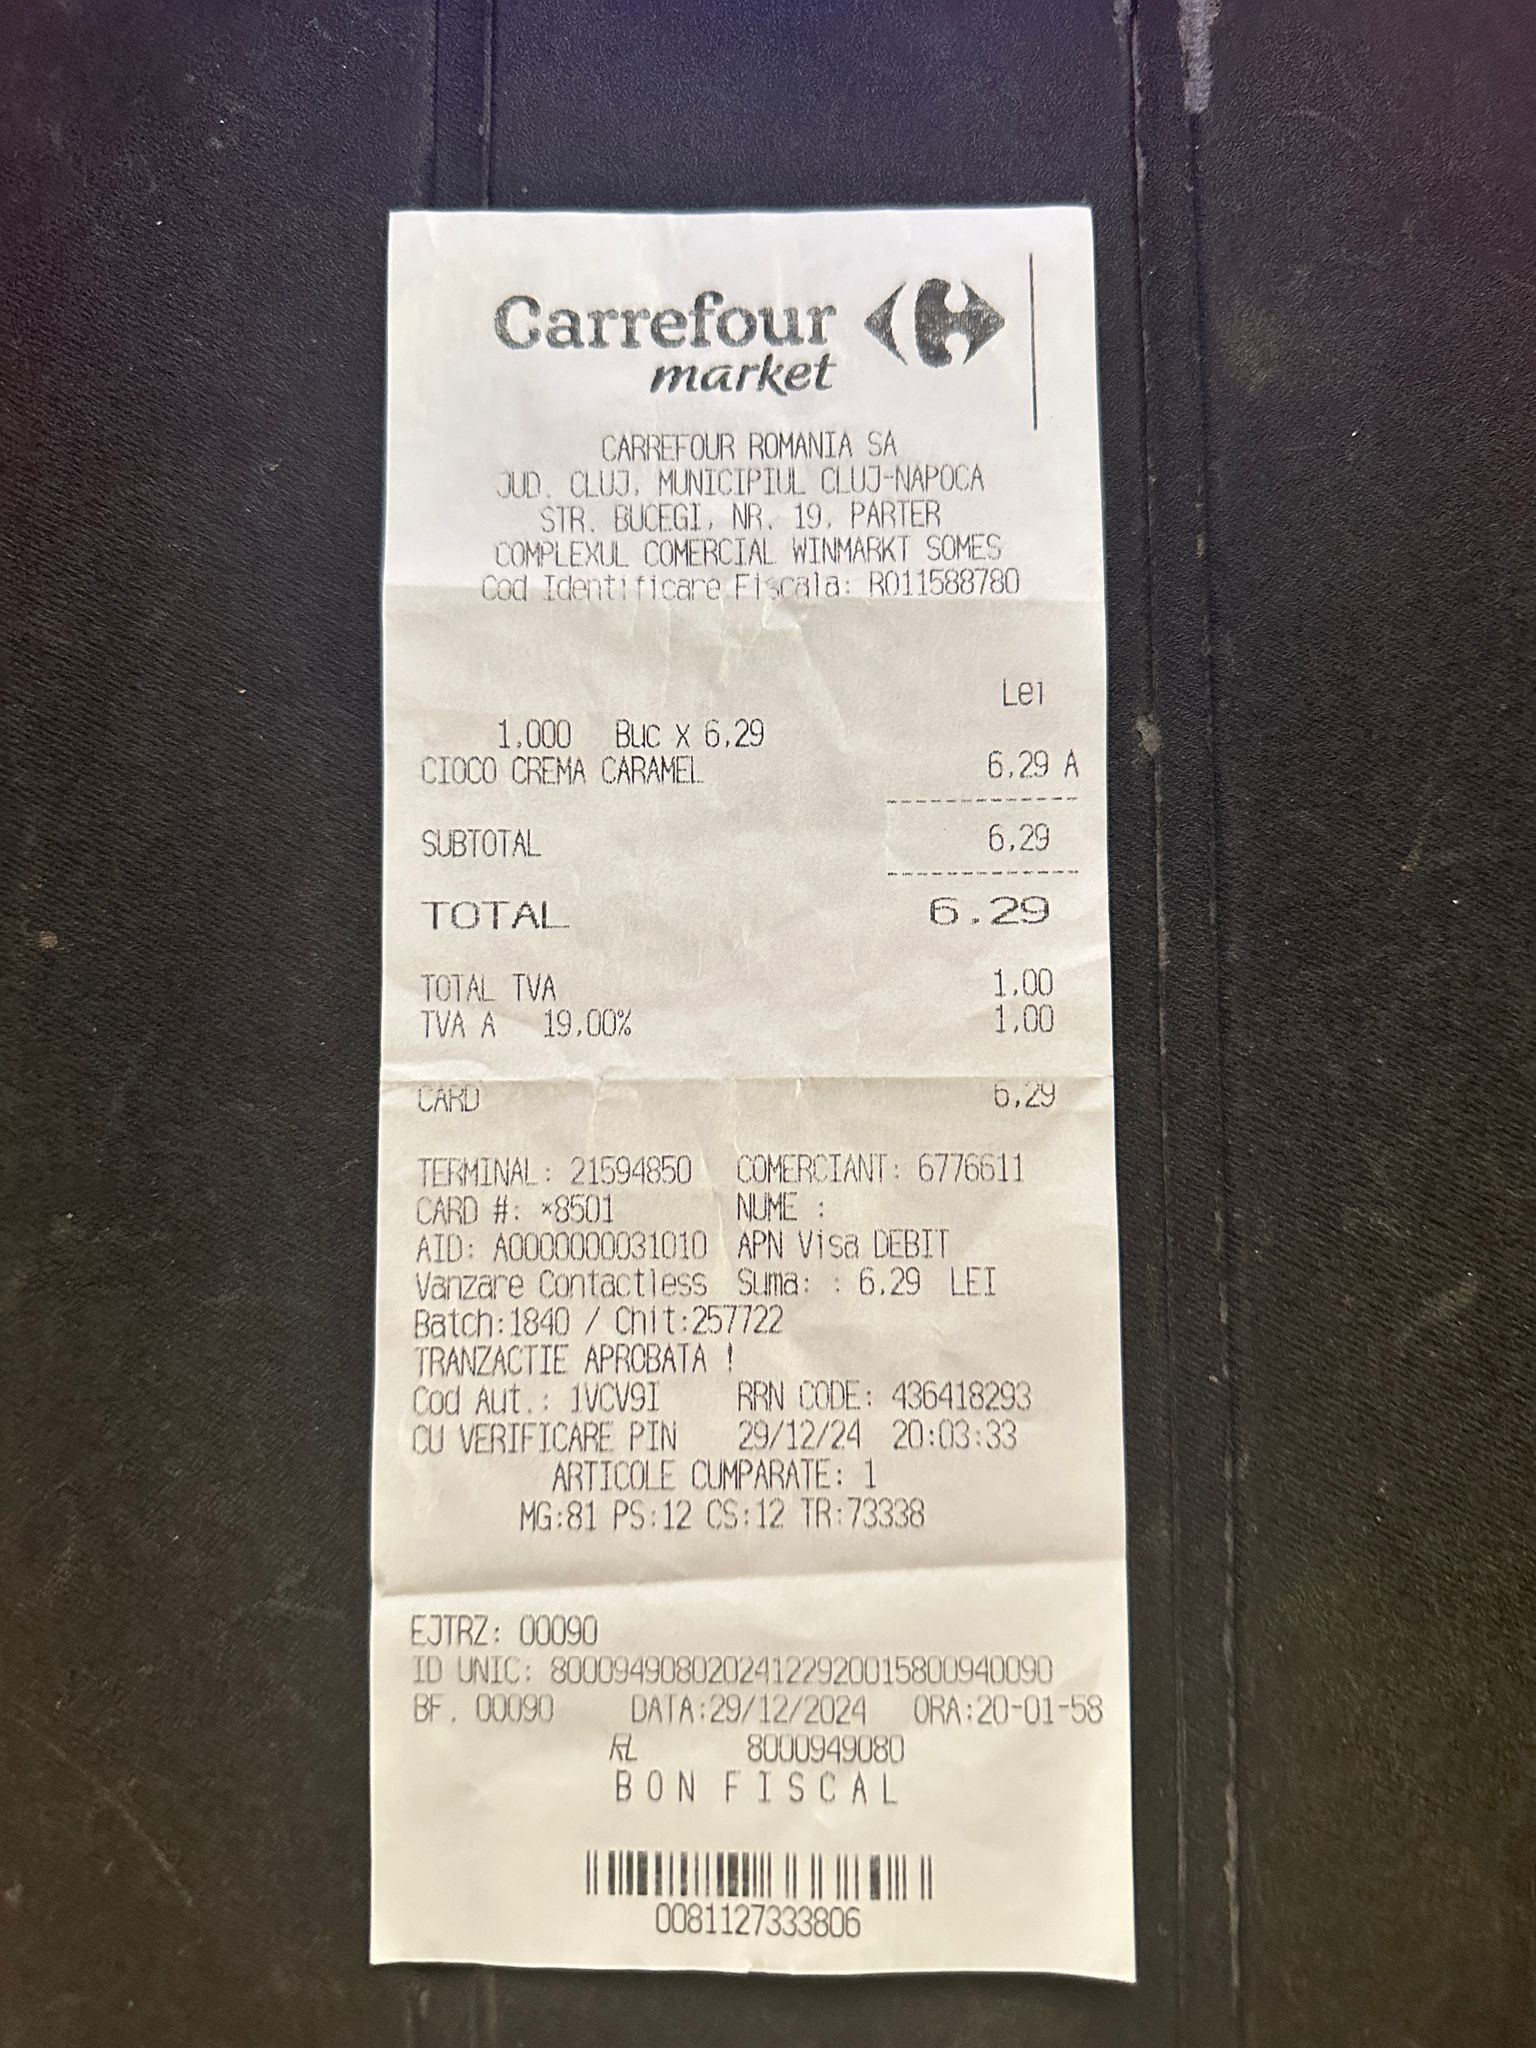 Carrefour
market
CARREFOUR ROMANIA SA
JUD. CLUJ, MUNICIPIUL CLUJ-NAPOCA
STR. BUCEGI, NR. 19, PARTER
COMPLEXUL COMERCIAL WINMARKT SOMES
Cod Identificare Fiscala: RO11588780
Lei
1,000 Buc X 6,29
CIOCO CREMA CARAMEL 6,29 A
SUBTOTAL 6,29
TOTAL 6.29
TOTAL TVA 1,00
TVA A 19,00% 1,00
CARD 6,29
TERMINAL: 21594850 COMERCIANT: 6776611
CARD #: *8501 NUME :
AID: A0000000031010 APN Visa DEBIT
Vanzare Contactless Suma: : 6,29 LEI
Batch:1840 / Chit:257722
TRANZACTIE APROBATA !
Cod Aut.: 1VCV9I RRN CODE: 436418293
CU VERIFICARE PIN 29/12/24 20:03:33
ARTICOLE CUMPARATE: 1
MG:81 PS:12 CS:12 TR:73338
EJTRZ: 00090
ID UNIC: 8000949080202412292001580094​0090
BF. 00090 DATA:29/12/2024 ORA:20-01-58
RL 8000949080
BON FISCAL
0081127333806